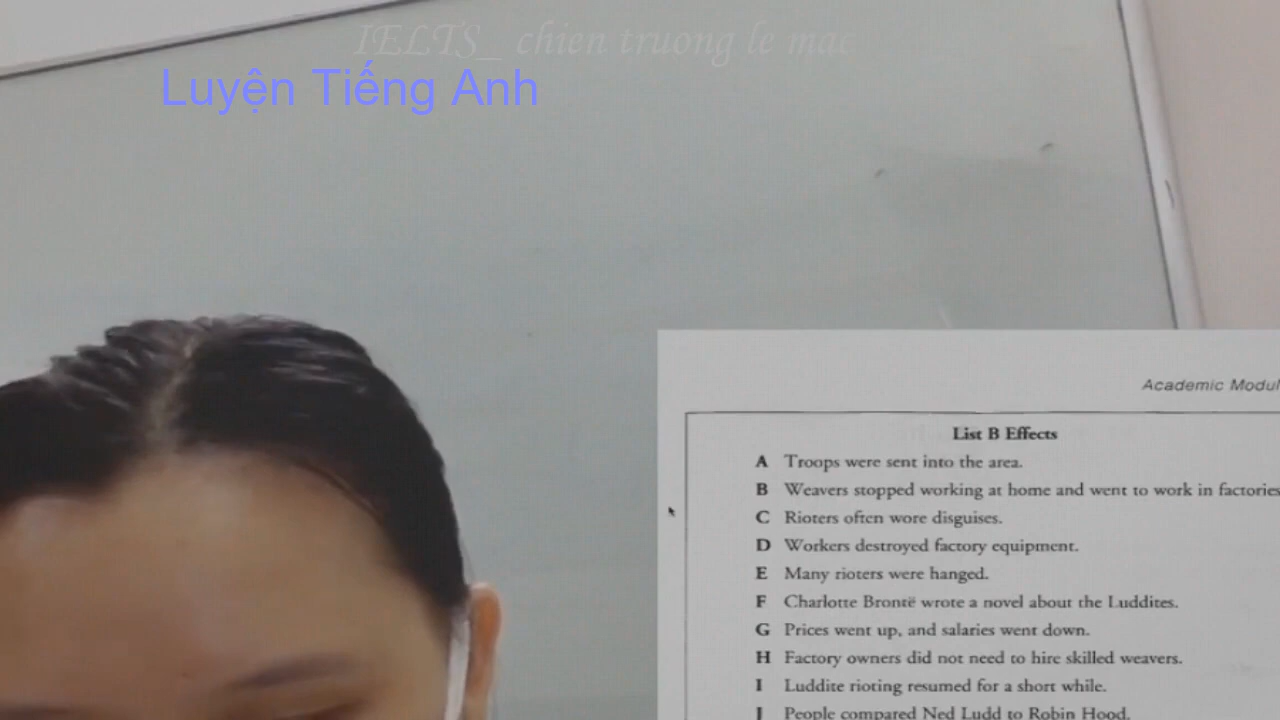 IELTS_ chien truong le mac
Luyện Tiếng Anh
Academic Modul
List B Effects
A Troops were sent into the area.
B Weavers stopped working at home and went to work in factories
C Rioters often wore disguises.
D Workers destroyed factory equipment.
E Many rioters were hanged.
F Charlotte Brontë wrote a novel about the Luddites.
G Prices went up, and salaries went down.
H Factory owners did not need to hire skilled weavers.
I Luddite rioting resumed for a short while.
J People compared Ned Ludd to Robin Hood.